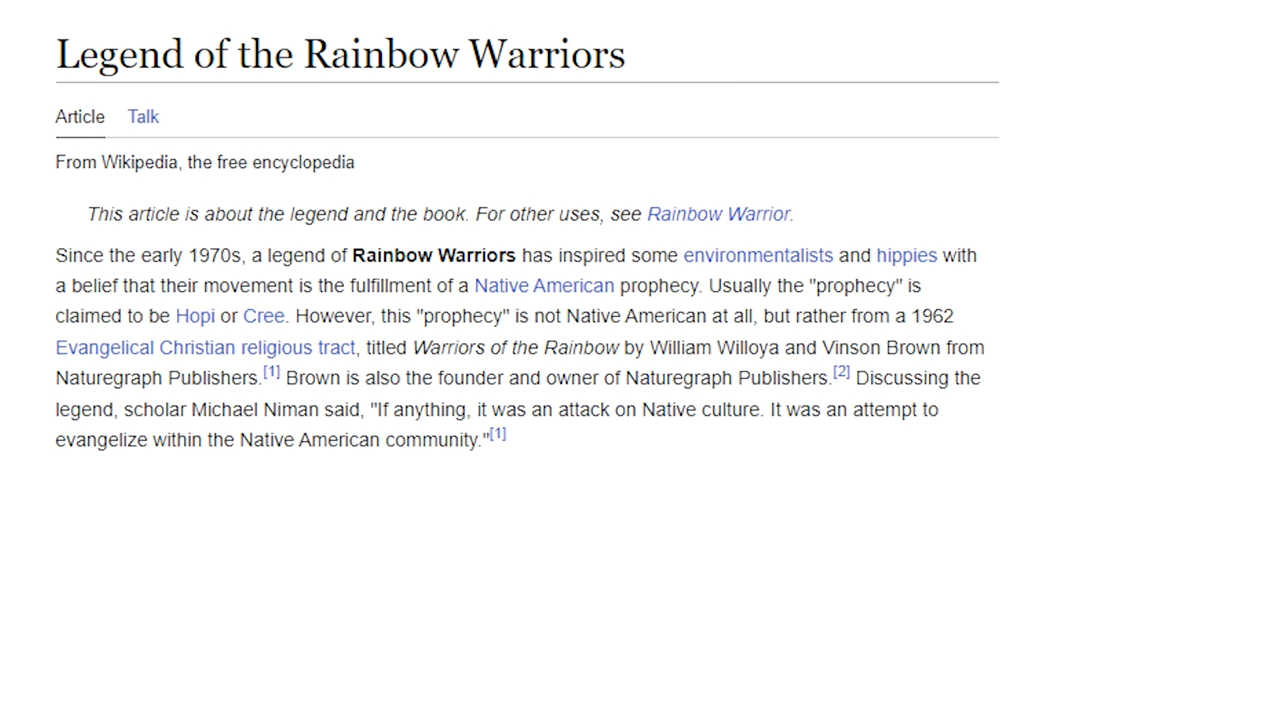 Legend of the Rainbow Warriors
Article Talk
From Wikipedia, the free encyclopedia
This article is about the legend and the book. For other uses, see Rainbow Warrior.
Since the early 1970s, a legend of Rainbow Warriors has inspired some environmentalists and hippies with
a belief that their movement is the fulfillment of a Native American prophecy. Usually the "prophecy" is
claimed to be Hopi or Cree. However, this "prophecy" is not Native American at all, but rather from a 1962
Evangelical Christian religious tract, titled Warriors of the Rainbow by William Willoya and Vinson Brown from
Naturegraph Publishers.[1] Brown is also the founder and owner of Naturegraph Publishers.[2] Discussing the
legend, scholar Michael Niman said, "If anything, it was an attack on Native culture. It was an attempt to
evangelize within the Native American community."[1]